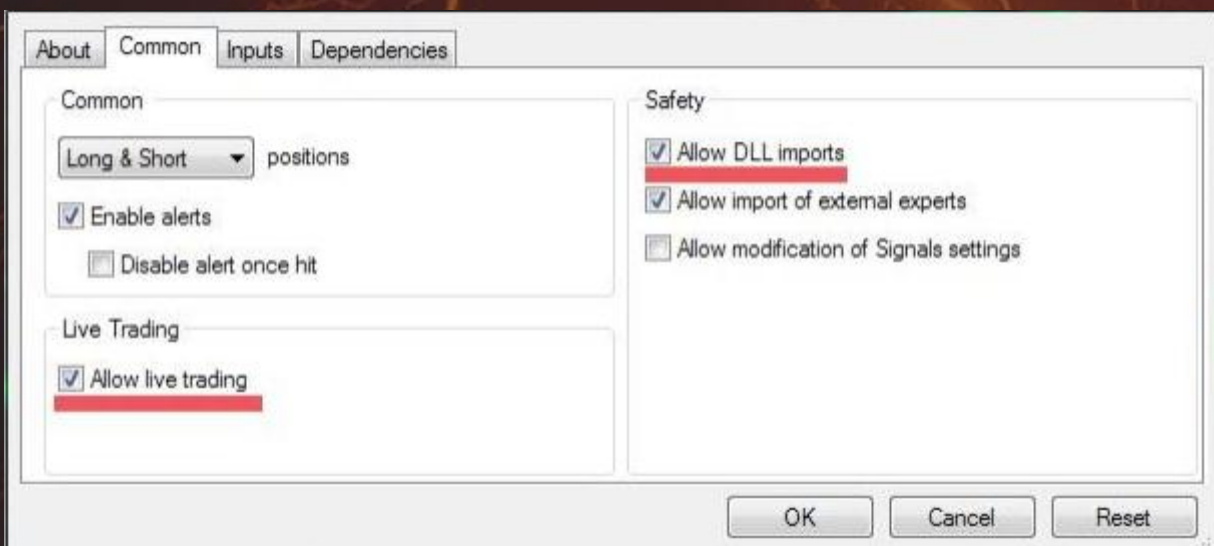 About Common Inputs Dependencies
Common
Long & Short positions
Enable alerts
Disable alert once hit
Live Trading
Allow live trading
Safety
Allow DLL imports
Allow import of external experts
Allow modification of Signals settings
OK Cancel Reset